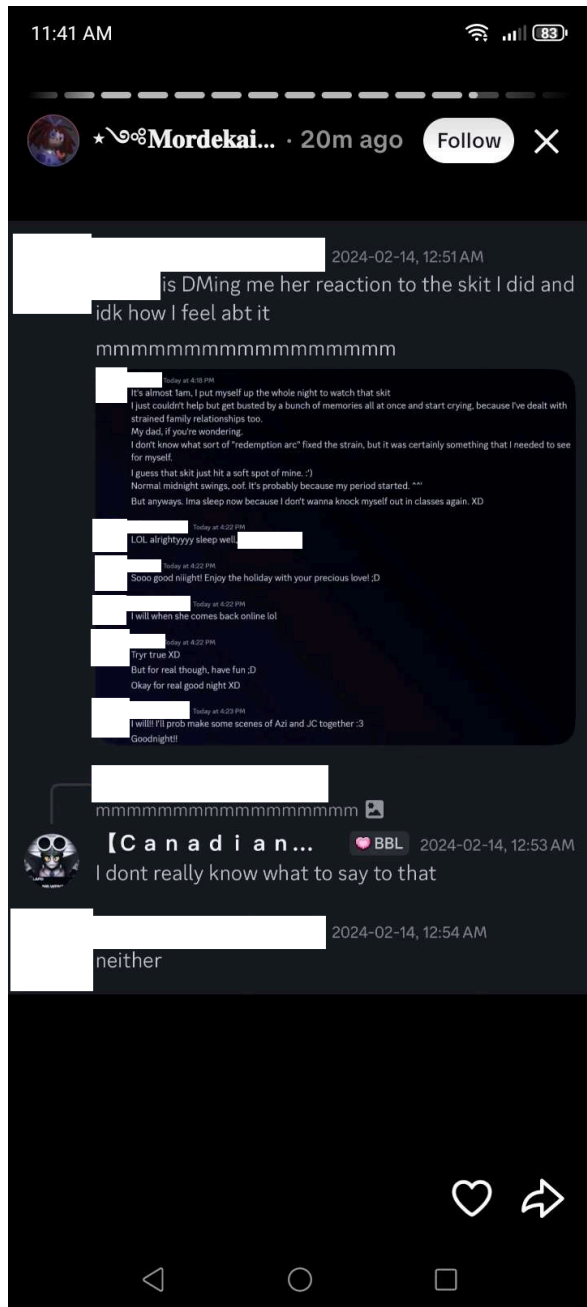 11:41 AM
83
⋆༺𓆩Mordekai... · 20m ago
Follow
2024-02-14, 12:51 AM
is DMing me her reaction to the skit I did and
idk how I feel abt it
mmmmmmmmmmmmmmmmm
Today at 4:18 PM
It's almost 1am, I put myself up the whole night to watch that skit
I just couldn't help but get busted by a bunch of memories all at once and start crying, because I've dealt with
strained family relationships too.
My dad, if you're wondering.
I don't know what sort of "redemption arc" fixed the strain, but it was certainly something that I needed to see
for myself.
I guess that skit just hit a soft spot of mine. :')
Normal midnight swings, oof. It's probably because my period started. ^^'
But anyways. Ima sleep now because I don't wanna knock myself out in classes again. XD
Today at 4:22 PM
LOL alrightyyyy sleep well,
Today at 4:22 PM
Sooo good niiight! Enjoy the holiday with your precious love! ;D
Today at 4:22 PM
I will when she comes back online lol
oday at 4:22 PM
Tryr true XD
But for real though, have fun ;D
Okay for real good night XD
Today at 4:23 PM
I will!! I'll prob make some scenes of Azi and JC together :3
Goodnight!!
mmmmmmmmmmmmmmmmm
【C a n a d i a n...
BBL
2024-02-14, 12:53 AM
I dont really know what to say to that
2024-02-14, 12:54 AM
neither